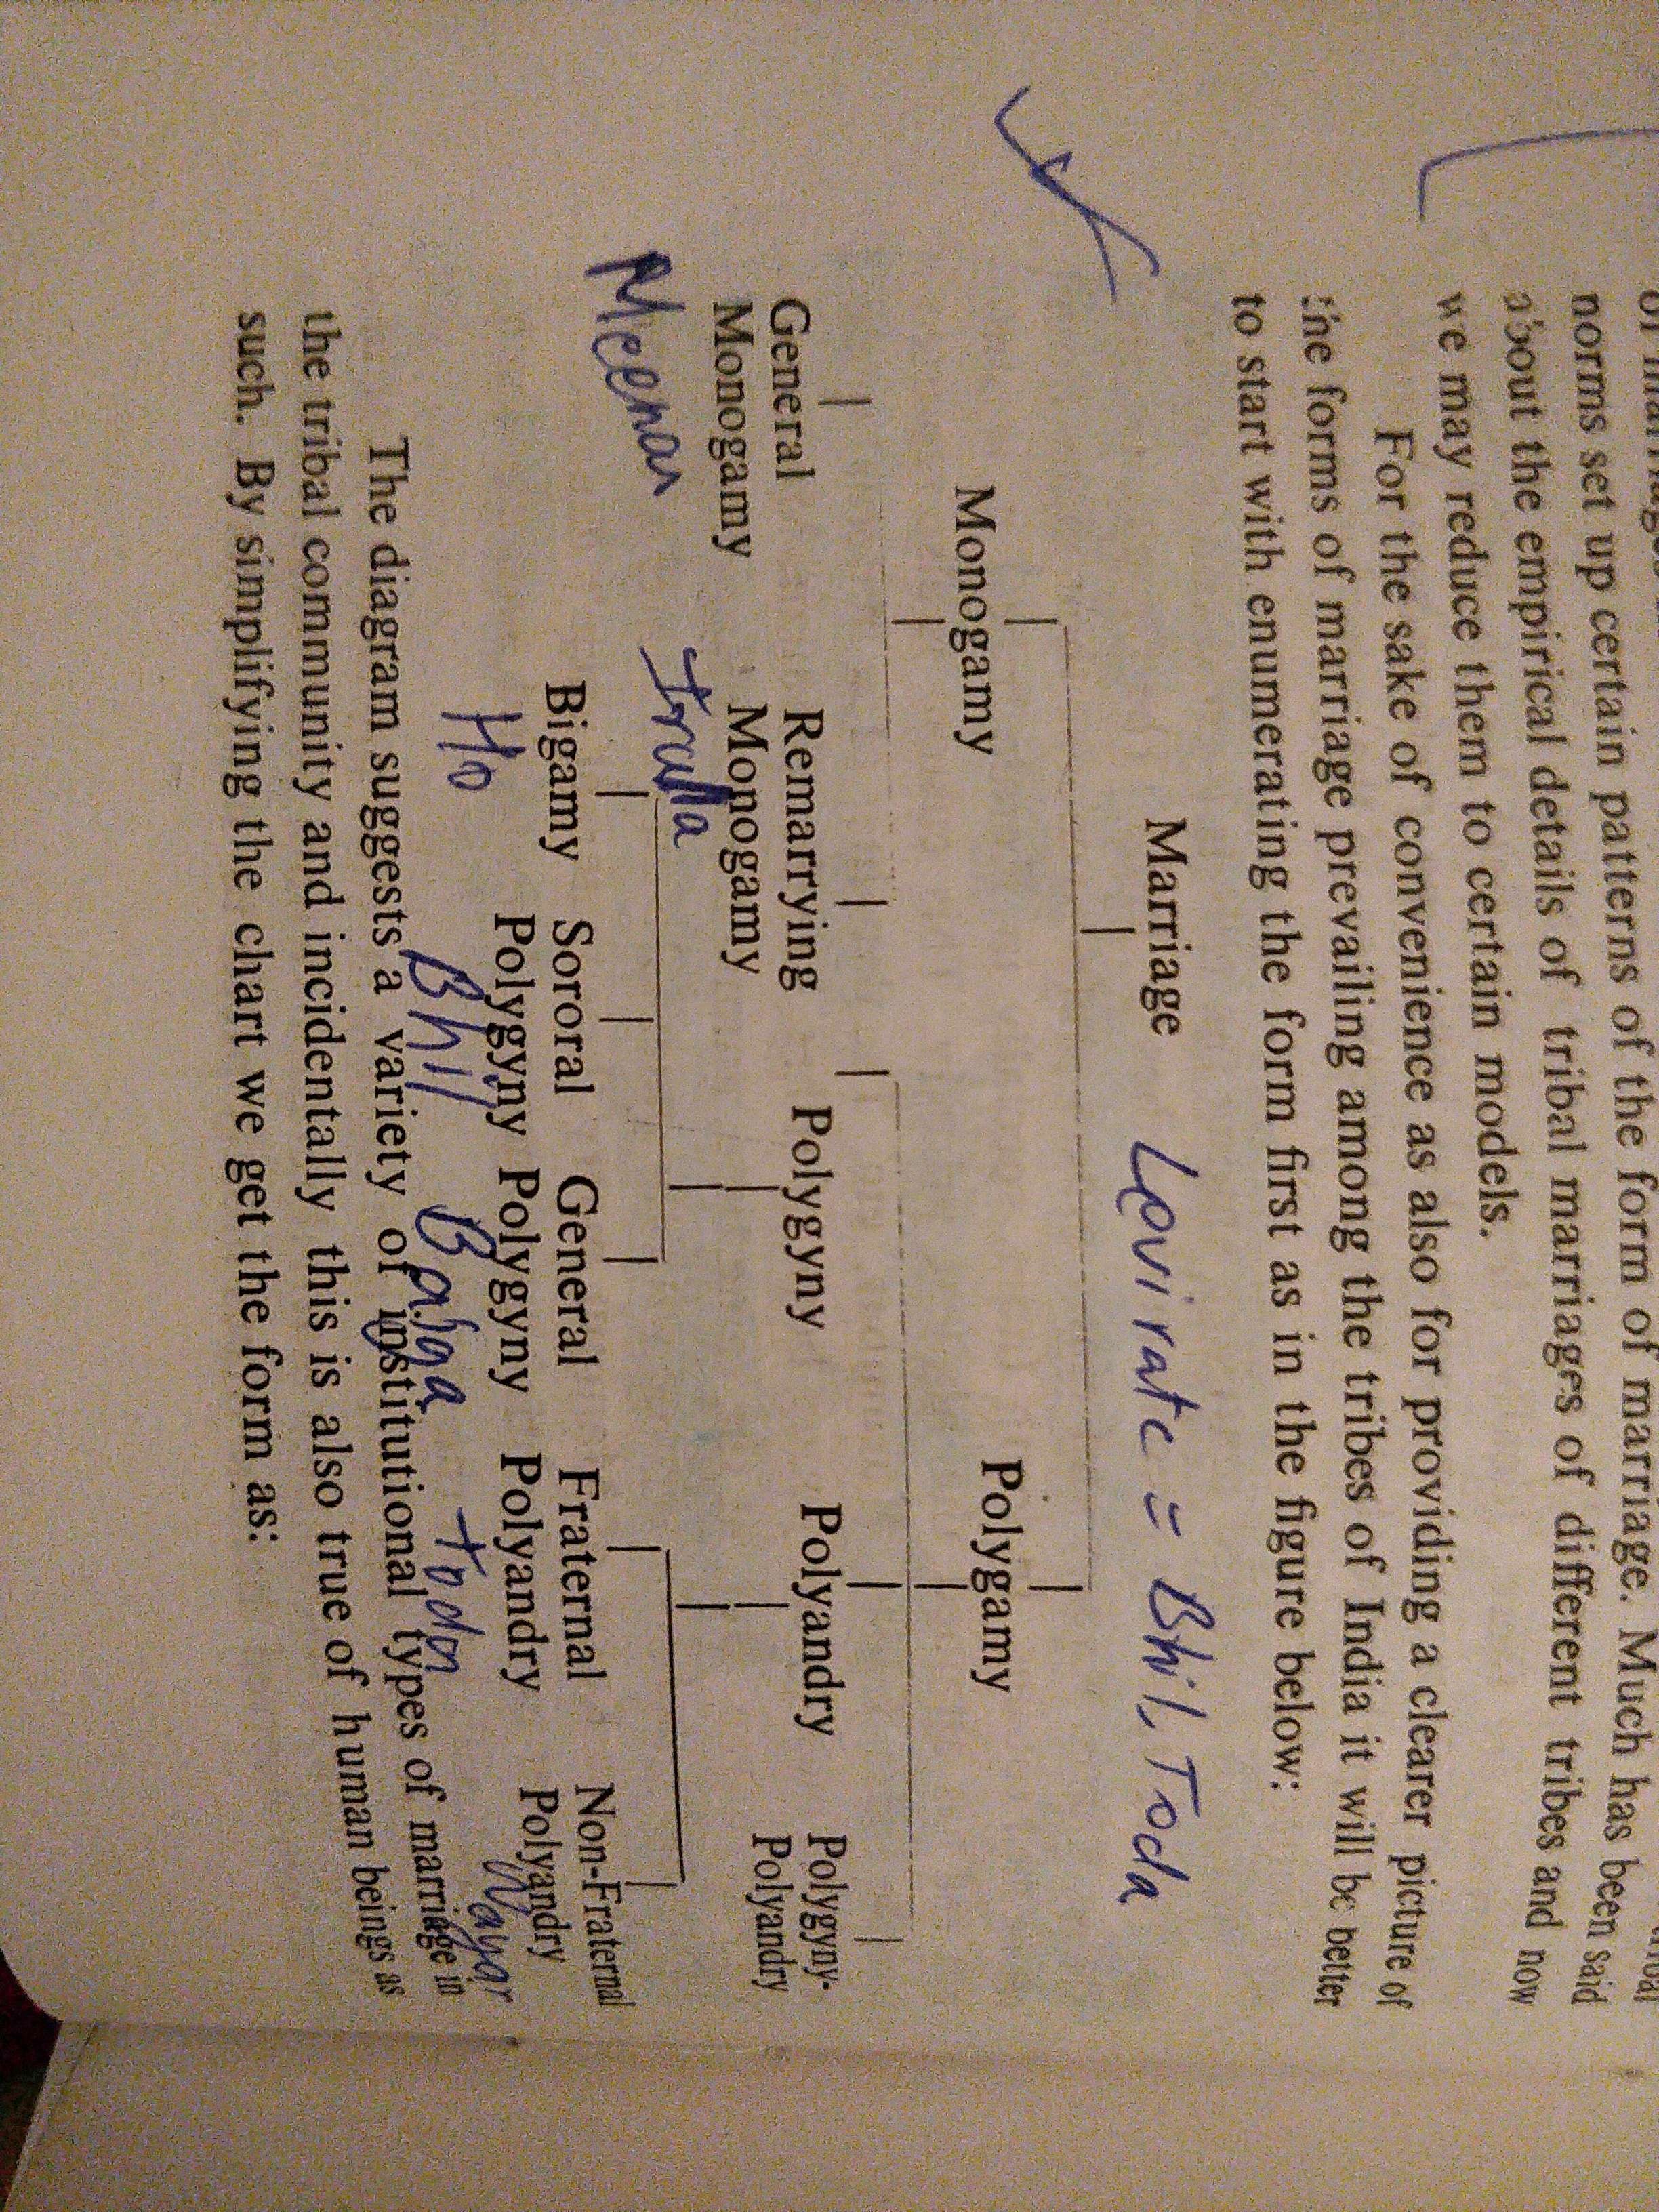 norms set up certain patterns of the form of marriage. Much has been said
about the empirical details of tribal marriages of different tribes and now
we may reduce them to certain models.
For the sake of convenience as also for providing a clearer picture of
the forms of marriage prevailing among the tribes of India it will be better
to start with enumerating the form first as in the figure below:
Marriage Lovirate = Bhil, Toda
Monogamy Polygamy
General Remarrying Polygyny Polyandry Polygyny-
Monogamy Monogamy Polyandry
Meenas Irulla
Bigamy Sororal General Fraternal Non-Fraternal
Polygyny Polygyny Polyandry Polyandry
Ho Bhil Baiga Toda Nayar
The diagram suggests a variety of institutional types of marriage in
the tribal community and incidentally this is also true of human beings as
such. By simplifying the chart we get the form as: